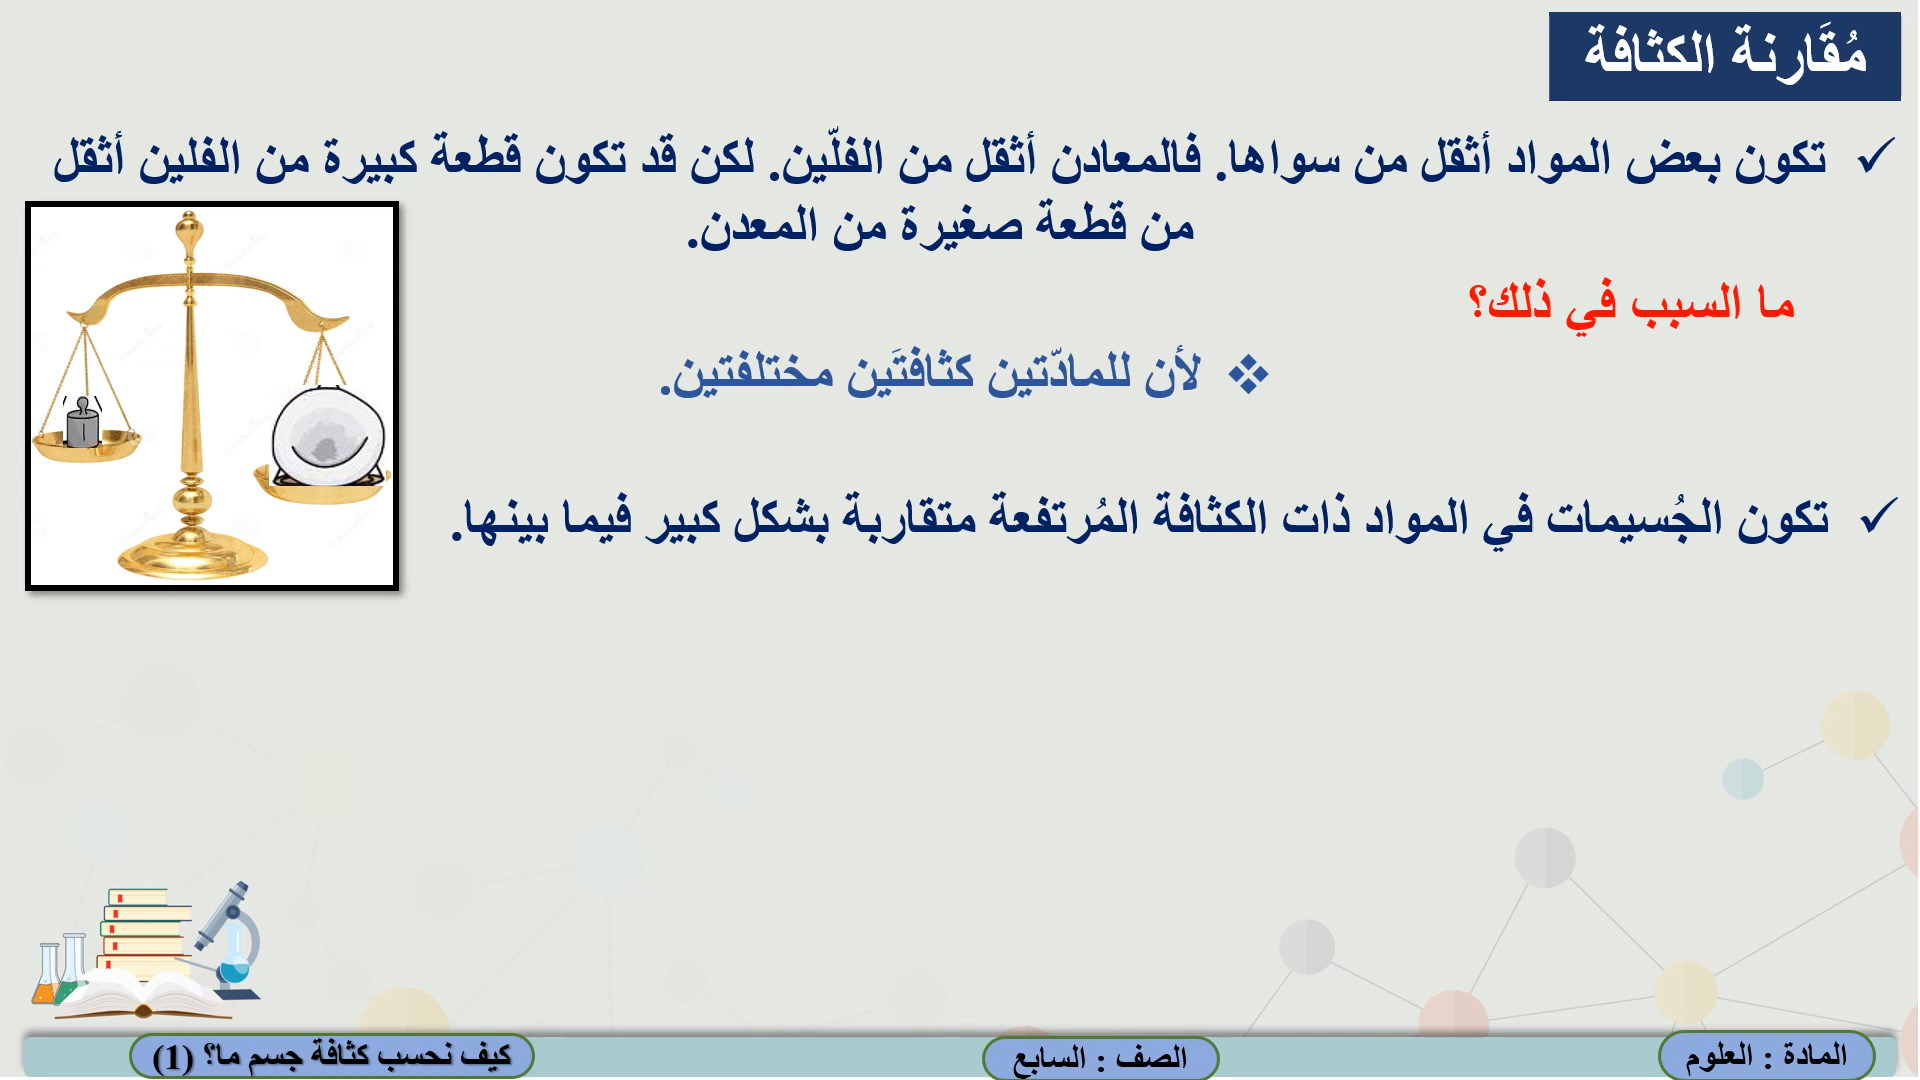 مُقَارنة الكثافة
✓ تكون بعض المواد أثقل من سواها. فالمعادن أثقل من الفلّين. لكن قد تكون قطعة كبيرة من الفلين أثقل
من قطعة صغيرة من المعدن.
ما السبب في ذلك؟
❖ لأن للمادّتين كثافتَين مختلفتين.
✓ تكون الجُسيمات في المواد ذات الكثافة المُرتفعة متقاربة بشكل كبير فيما بينها.
المادة : العلوم
الصف : السابع
كيف نحسب كثافة جسم ما؟ (1)